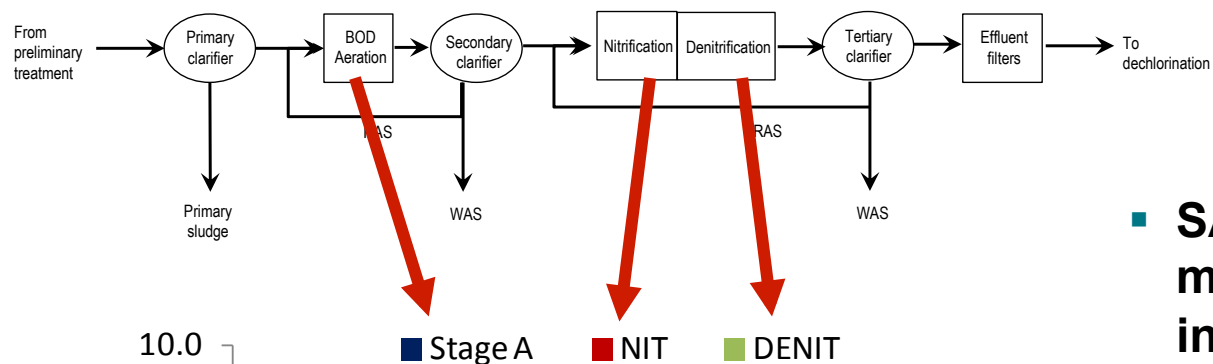 From
preliminary
treatment
Primary
clarifier
BOD
Aeration
Secondary
clarifier
Nitrification
Denitrification
Tertiary
clarifier
Effluent
filters
To
dechlorination
RAS
Primary
sludge
WAS
WAS
10.0
Stage A
NIT
DENIT